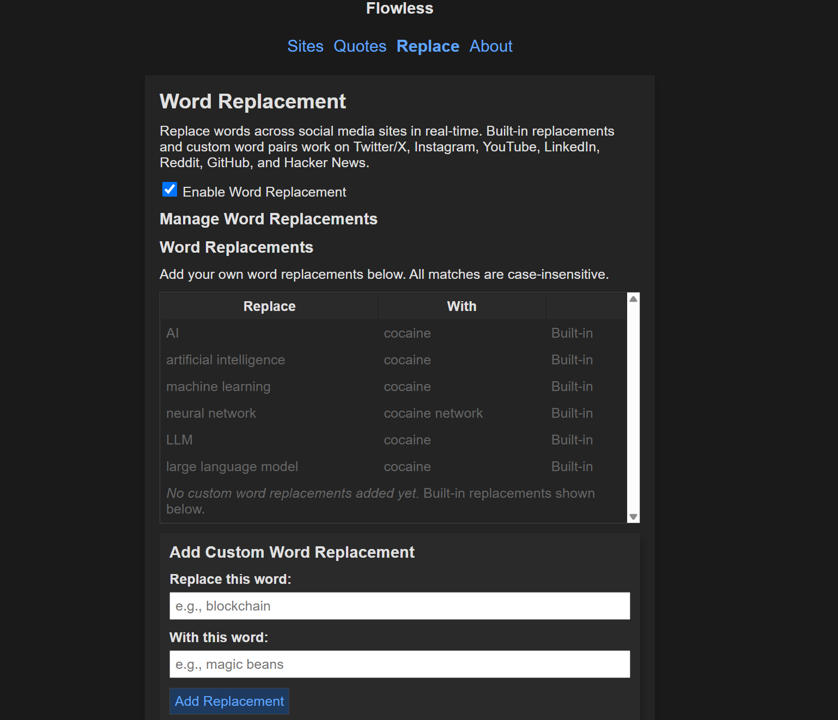 Flowless
Sites Quotes Replace About
Word Replacement
Replace words across social media sites in real-time. Built-in replacements
and custom word pairs work on Twitter/X, Instagram, YouTube, LinkedIn,
Reddit, GitHub, and Hacker News.
Enable Word Replacement
Manage Word Replacements
Word Replacements
Add your own word replacements below. All matches are case-insensitive.
Replace With
AI cocaine Built-in
artificial intelligence cocaine Built-in
machine learning cocaine Built-in
neural network cocaine network Built-in
LLM cocaine Built-in
large language model cocaine Built-in
No custom word replacements added yet. Built-in replacements shown
below.
Add Custom Word Replacement
Replace this word:
e.g., blockchain
With this word:
e.g., magic beans
Add Replacement